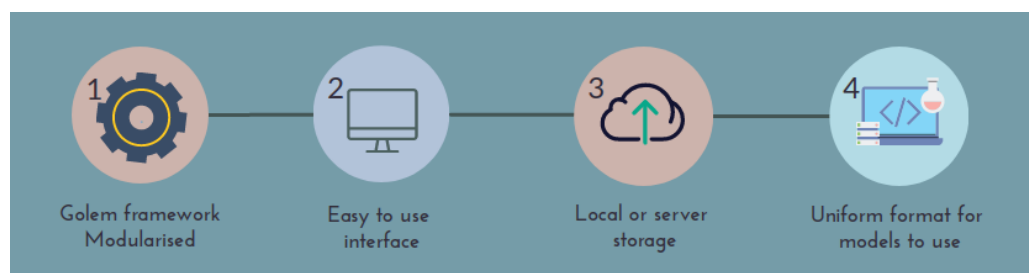 1
2
3
4
</>
Golem framework
Modularised
Easy to use
interface
Local or server
storage
Uniform format for
models to use